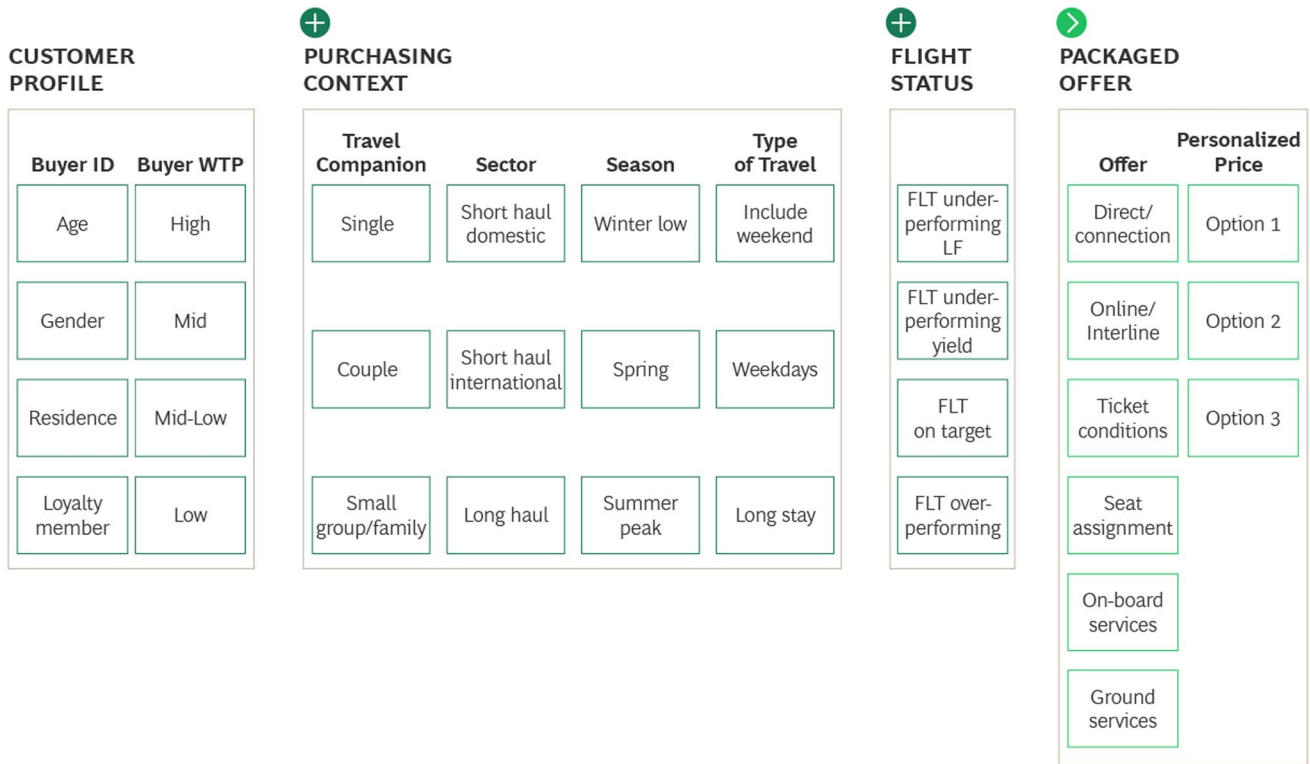 CUSTOMER
PROFILE
Buyer ID
Buyer WTP
Age
High
Gender
Mid
Residence
Mid-Low
Loyalty
member
Low
PURCHASING
CONTEXT
Travel
Companion
Sector
Season
Type
of Travel
Single
Short haul
domestic
Winter low
Include
weekend
Couple
Short haul
international
Spring
Weekdays
Small
group/family
Long haul
Summer
peak
Long stay
FLIGHT
STATUS
FLT under-
performing
LF
FLT under-
performing
yield
FLT
on target
FLT over-
performing
PACKAGED
OFFER
Offer
Personalized
Price
Direct/
connection
Option 1
Online/
Interline
Option 2
Ticket
conditions
Option 3
Seat
assignment
On-board
services
Ground
services